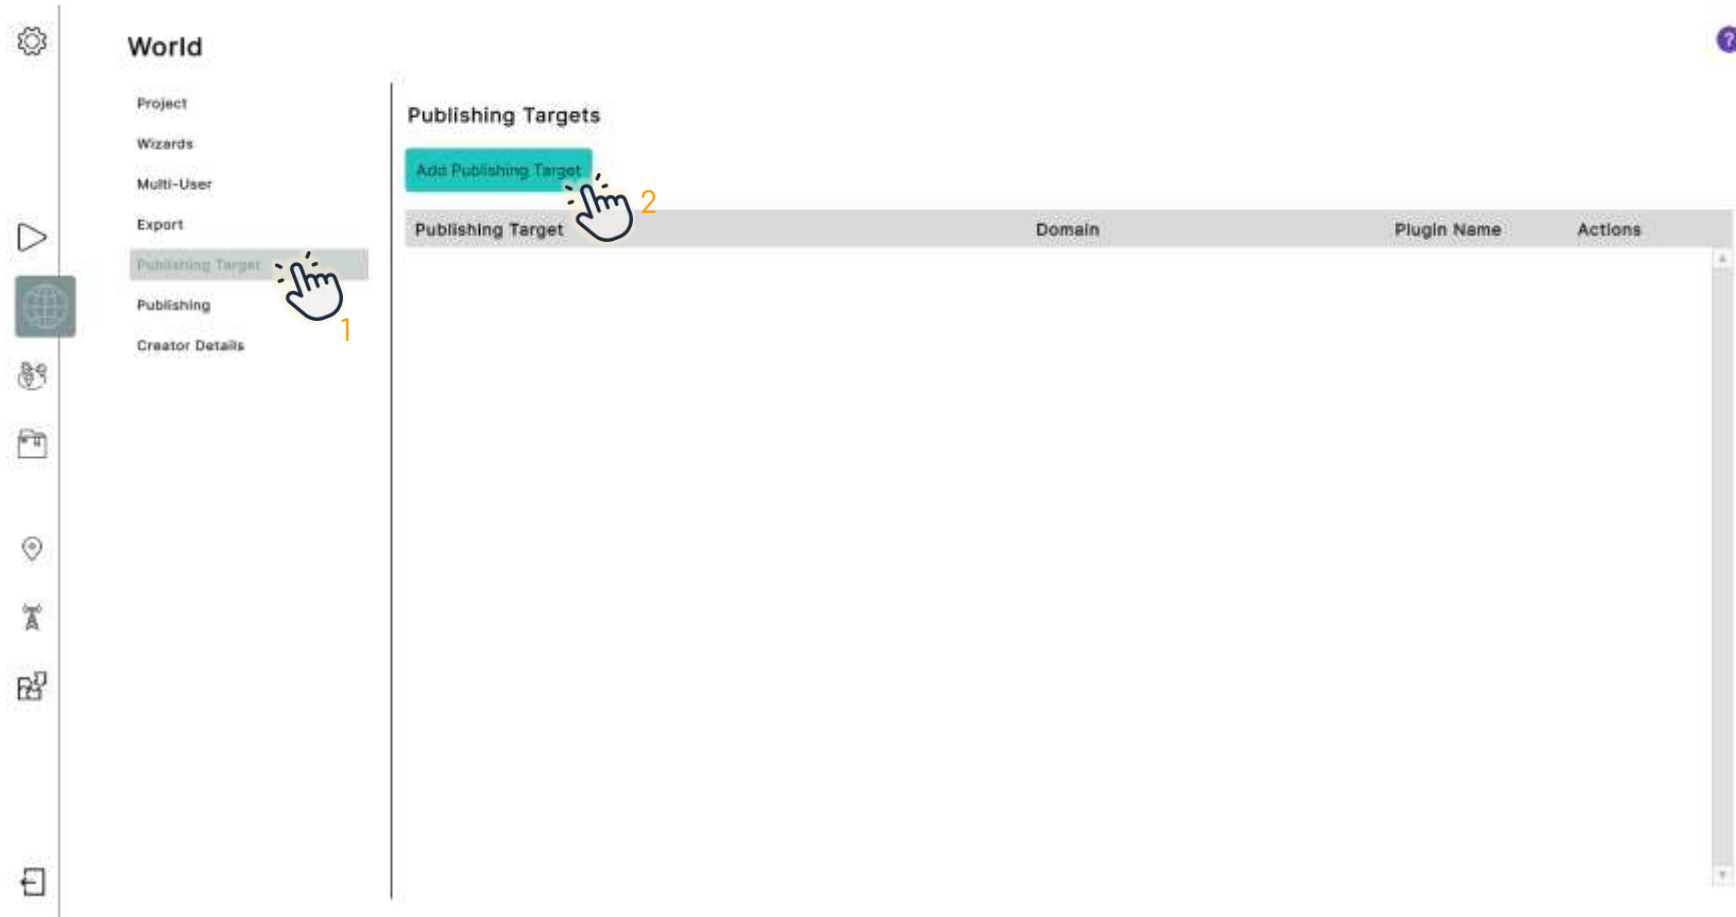 World
?
Project
Wizards
Multi-User
Export
Publishing Target
Publishing
Creator Details
1
Publishing Targets
Add Publishing Target
2
Publishing Target Domain Plugin Name Actions